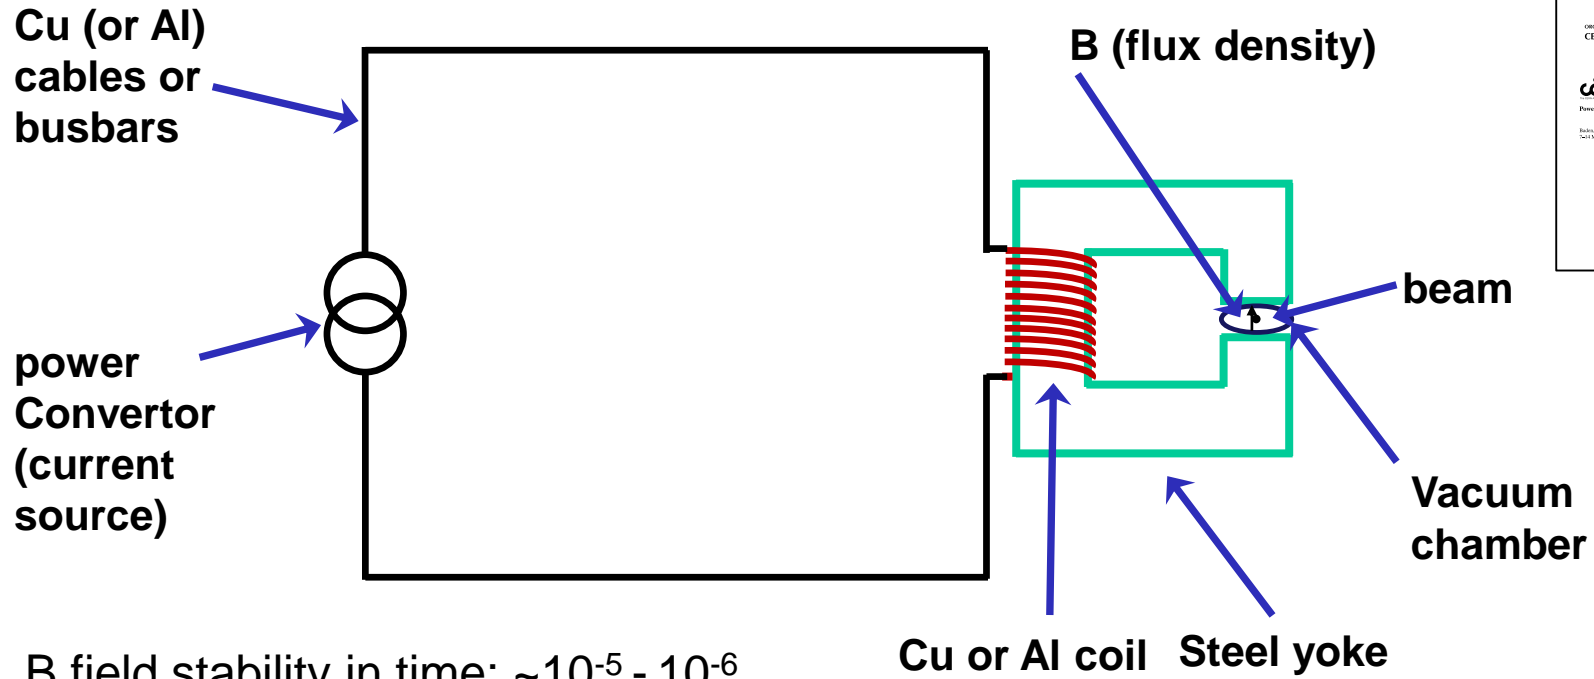 Cu (or Al)
cables or
busbars
B (flux density)
beam
power
Convertor
(current
source)
Vacuum
chamber
Cu or Al coil
Steel yoke
B field stability in time: ~10⁻⁵ - 10⁻⁶